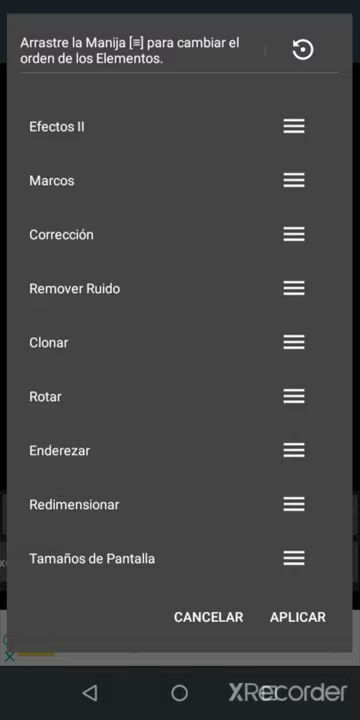 Arrastre la Manija [≡] para cambiar el
orden de los Elementos.
Efectos II
Marcos
Corrección
Remover Ruido
Clonar
Rotar
Enderezar
Redimensionar
Tamaños de Pantalla
CANCELAR APLICAR
XRecorder